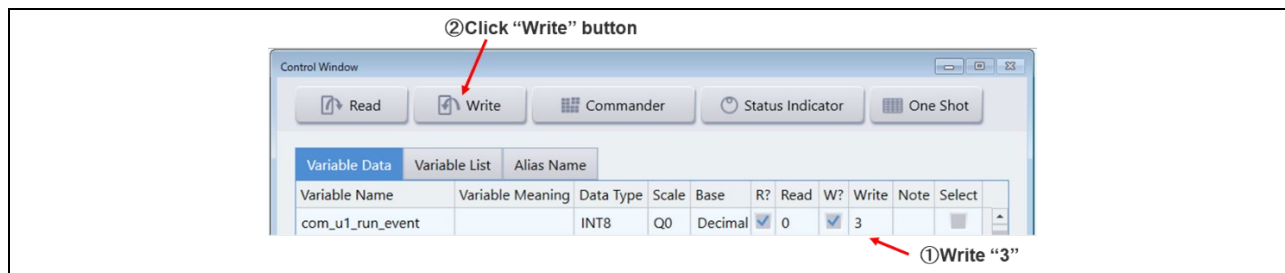 ②Click “Write” button
Control Window
Read Write Commander Status Indicator One Shot
Variable Data Variable List Alias Name
Variable Name Variable Meaning Data Type Scale Base R? Read W? Write Note Select
com_u1_run_event INT8 Q0 Decimal 0 3
①Write “3”